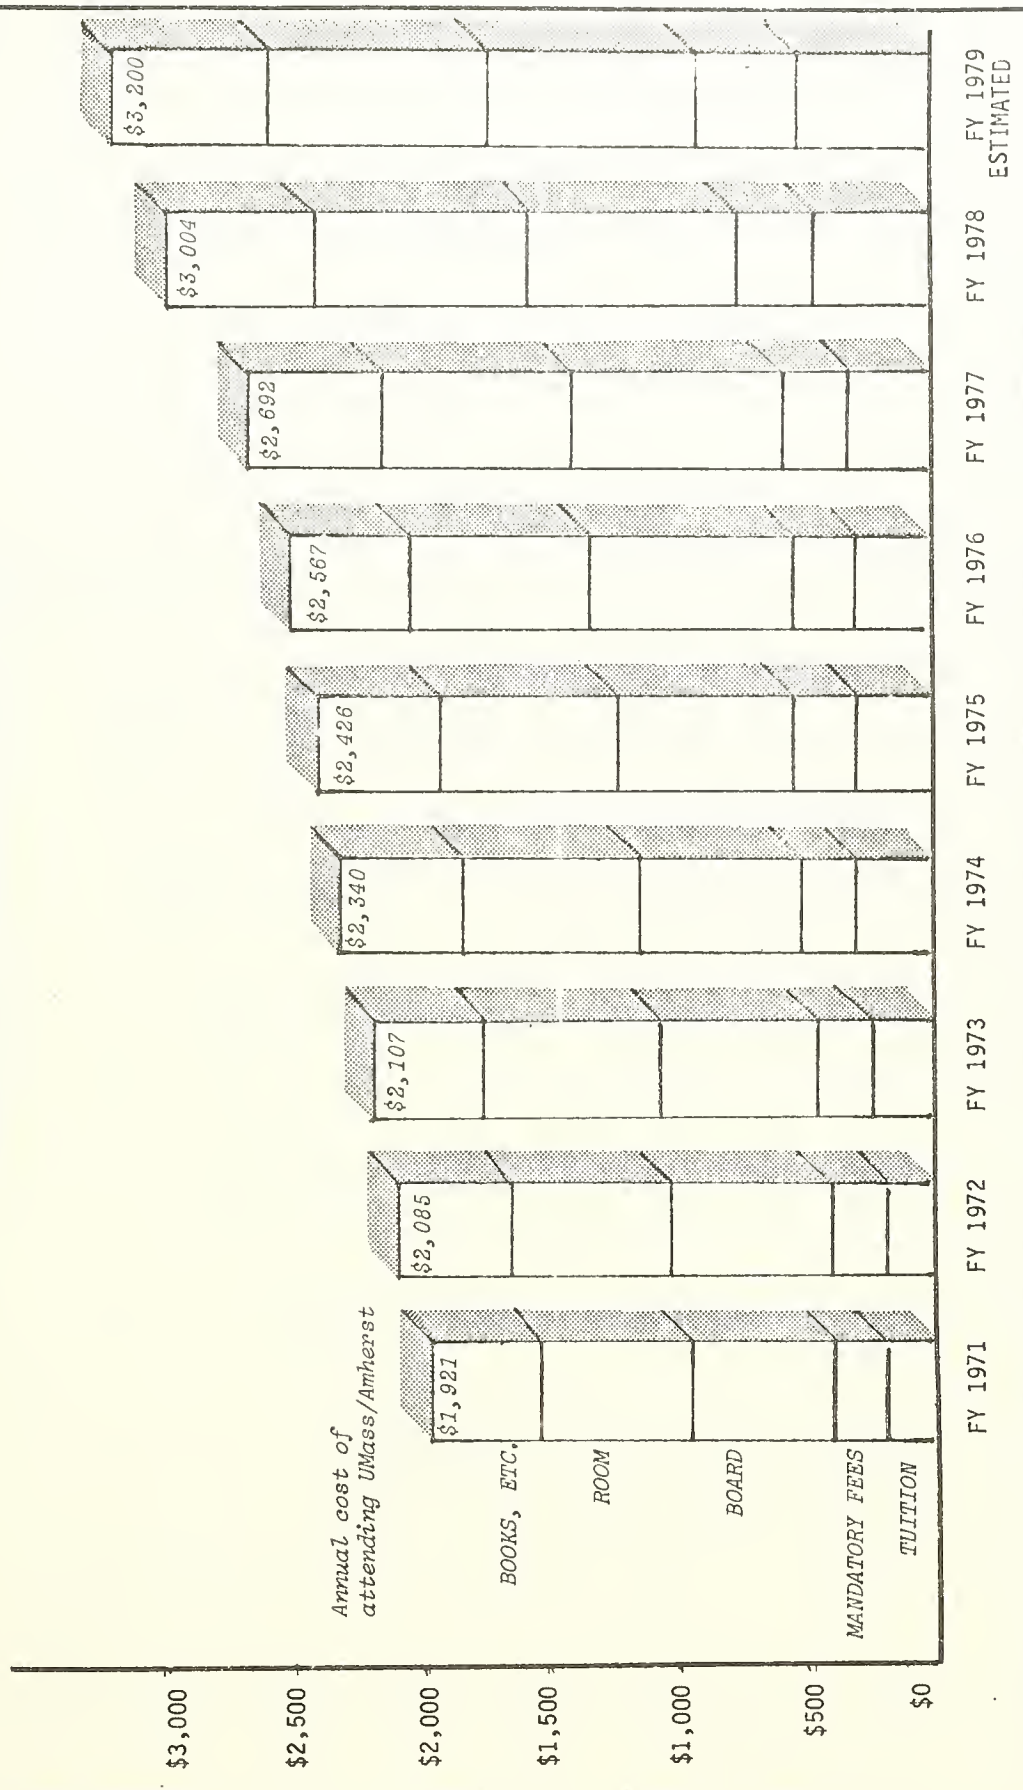 Annual cost of
attending UMass/Amherst
$3,000
$2,500
$2,000
$1,500
$1,000
$500
$0
BOOKS, ETC.
ROOM
BOARD
MANDATORY FEES
TUITION
$1,921
$2,085
$2,107
$2,340
$2,426
$2,567
$2,692
$3,004
$3,200
FY 1971
FY 1972
FY 1973
FY 1974
FY 1975
FY 1976
FY 1977
FY 1978
FY 1979
ESTIMATED